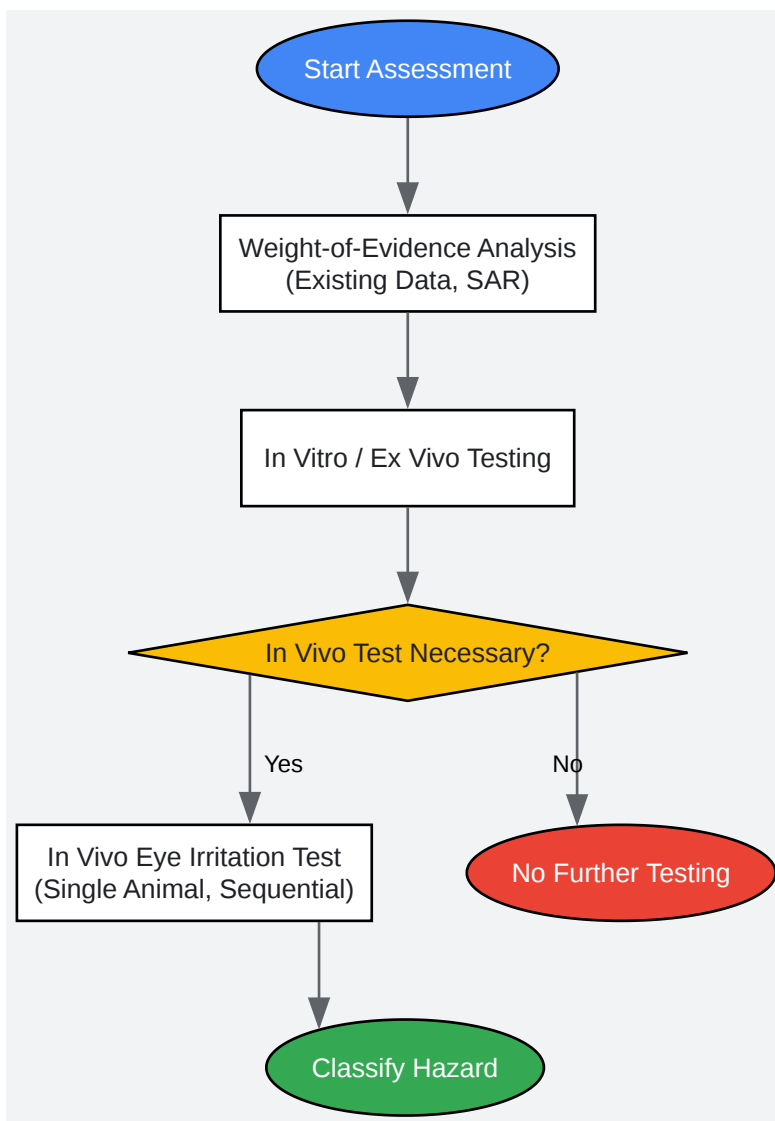 Start Assessment
Weight-of-Evidence Analysis
(Existing Data, SAR)
In Vitro / Ex Vivo Testing
In Vivo Test Necessary?
Yes
No
In Vivo Eye Irritation Test
(Single Animal, Sequential)
No Further Testing
Classify Hazard